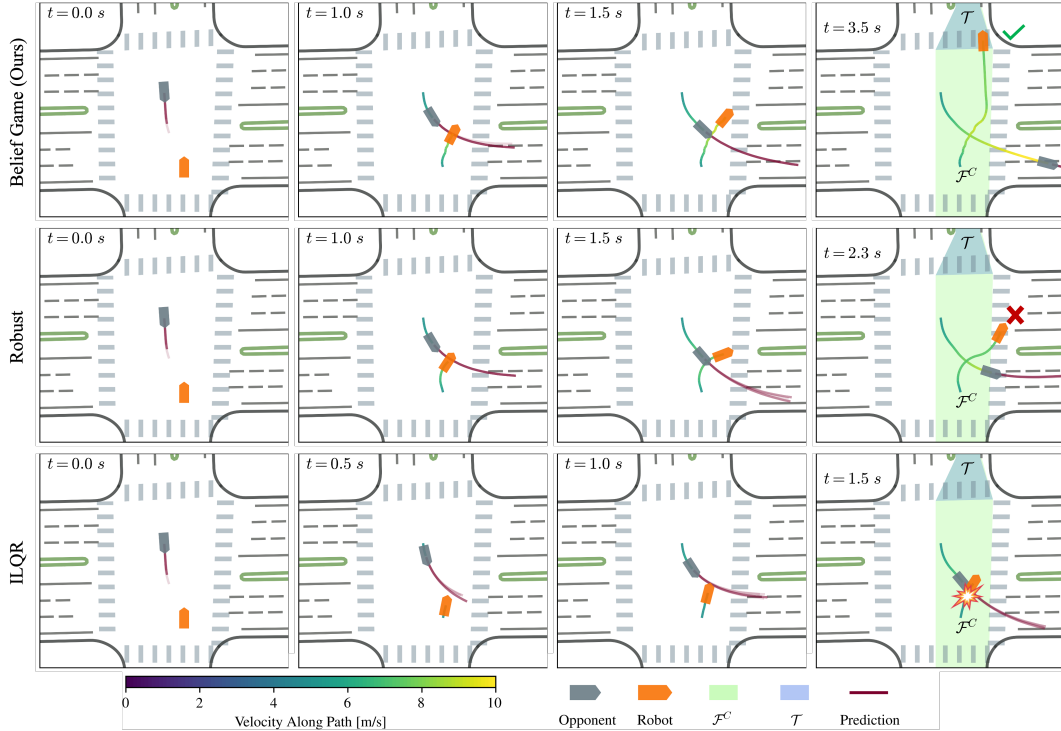 Belief Game (Ours)
t = 0.0 s
t = 1.0 s
t = 1.5 s
t = 3.5 s
𝒯
ℱ^C
Robust
t = 0.0 s
t = 1.0 s
t = 1.5 s
t = 2.3 s
𝒯
ℱ^C
ILQR
t = 0.0 s
t = 0.5 s
t = 1.0 s
t = 1.5 s
𝒯
ℱ^C
0 2 4 6 8 10
Velocity Along Path [m/s]
Opponent Robot ℱ^C 𝒯 Prediction